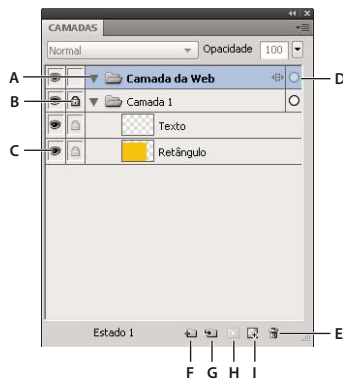 CAMADAS
Normal Opacidade 100
A Camada da Web D
B Camada 1
Texto
C Retângulo
Estado 1 E
F G H I